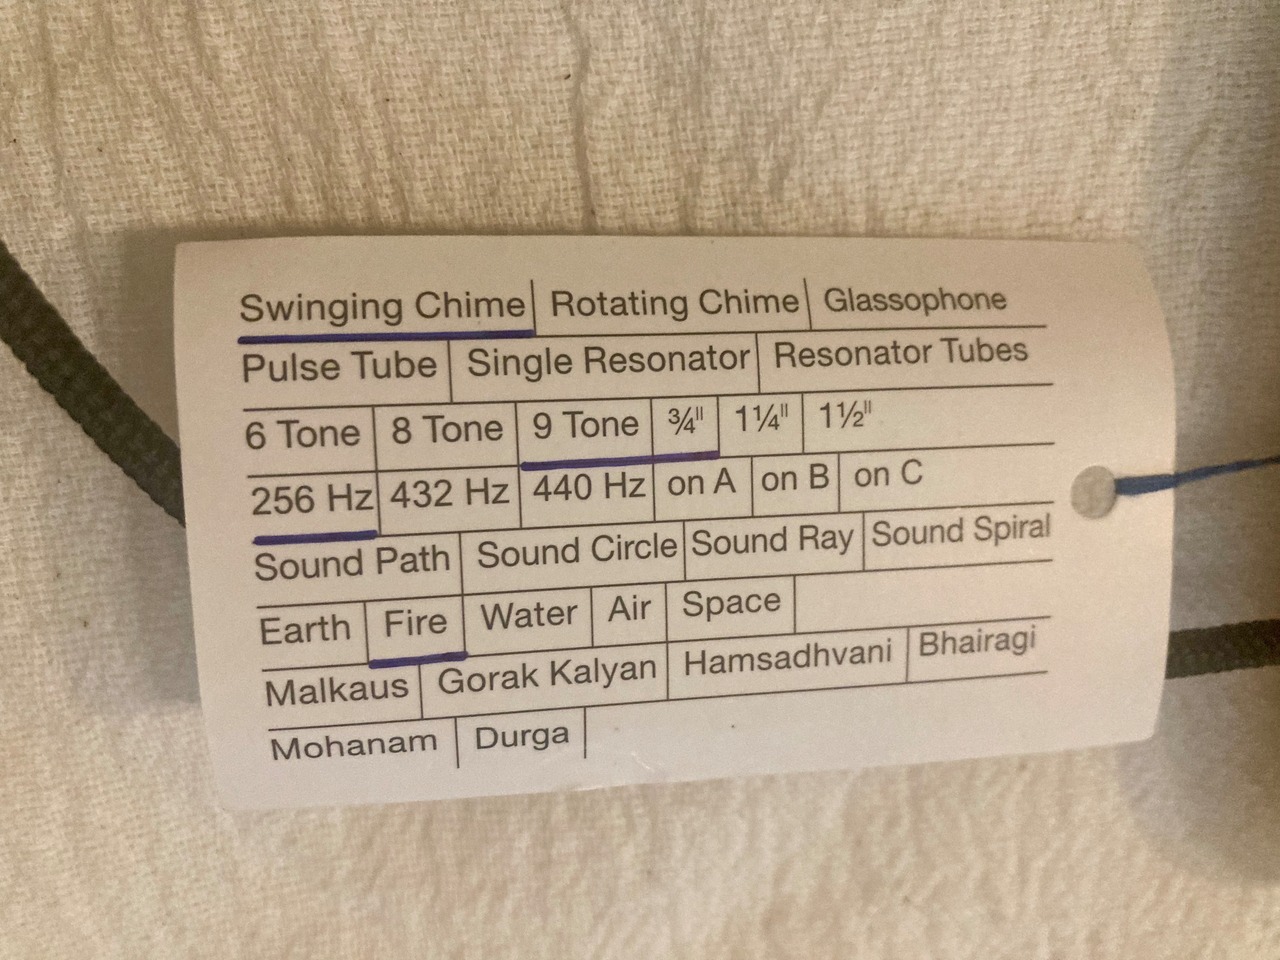 Swinging Chime Rotating Chime Glassophone
Pulse Tube Single Resonator Resonator Tubes
6 Tone 8 Tone 9 Tone ¾" 1¼" 1½"
256 Hz 432 Hz 440 Hz on A on B on C
Sound Path Sound Circle Sound Ray Sound Spiral
Earth Fire Water Air Space
Malkaus Gorak Kalyan Hamsadhvani Bhairagi
Mohanam Durga